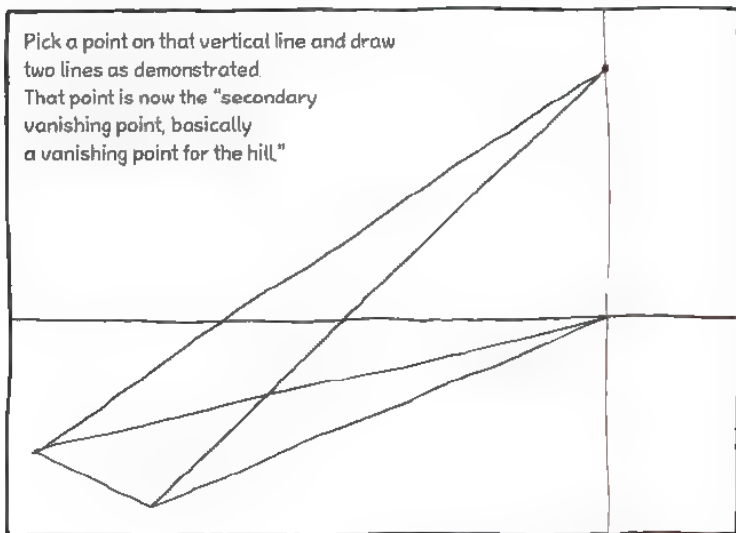 Pick a point on that vertical line and draw
two lines as demonstrated.
That point is now the "secondary
vanishing point, basically
a vanishing point for the hill."